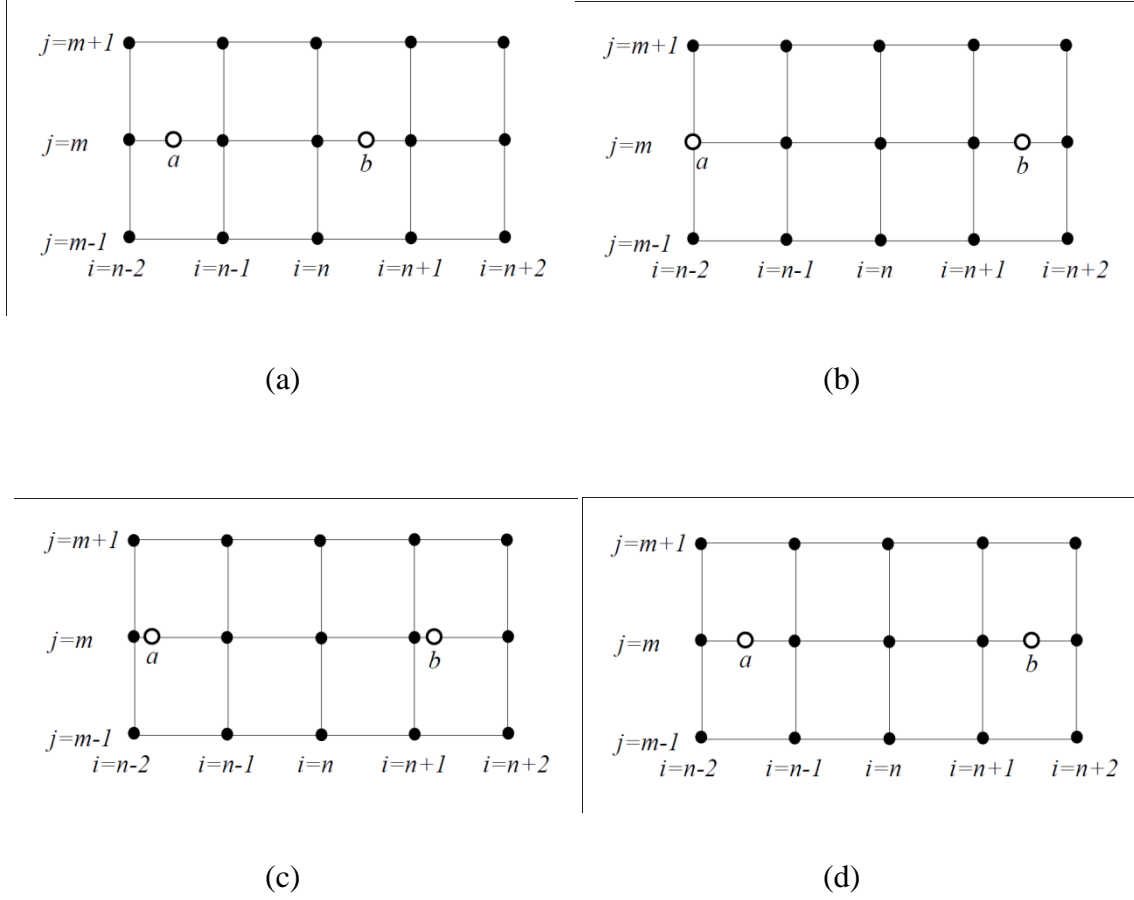 j=m+1
j=m
a
b
j=m-1
i=n-2 i=n-1 i=n i=n+1 i=n+2
(a)
j=m+1
j=m
a
b
j=m-1
i=n-2 i=n-1 i=n i=n+1 i=n+2
(b)
j=m+1
j=m
a
b
j=m-1
i=n-2 i=n-1 i=n i=n+1 i=n+2
(c)
j=m+1
j=m
a
b
j=m-1
i=n-2 i=n-1 i=n i=n+1 i=n+2
(d)